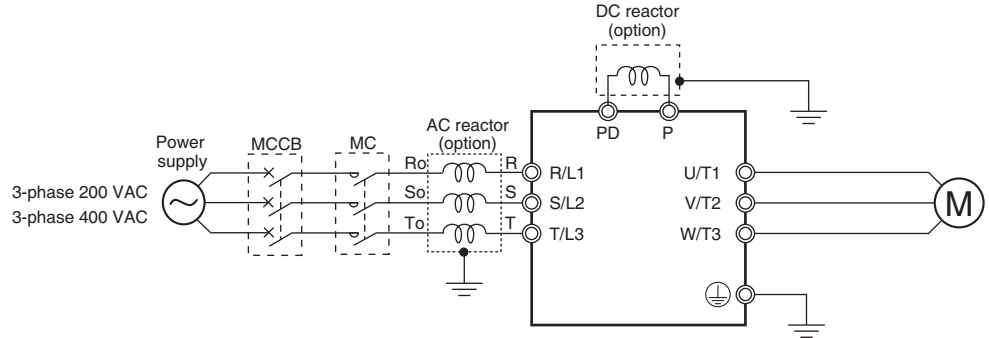 DC reactor
(option)
PD
P
Power
supply
MCCB
MC
AC reactor
(option)
3-phase 200 VAC
3-phase 400 VAC
Ro
R
R/L1
U/T1
So
S
S/L2
V/T2
To
T
T/L3
W/T3
M